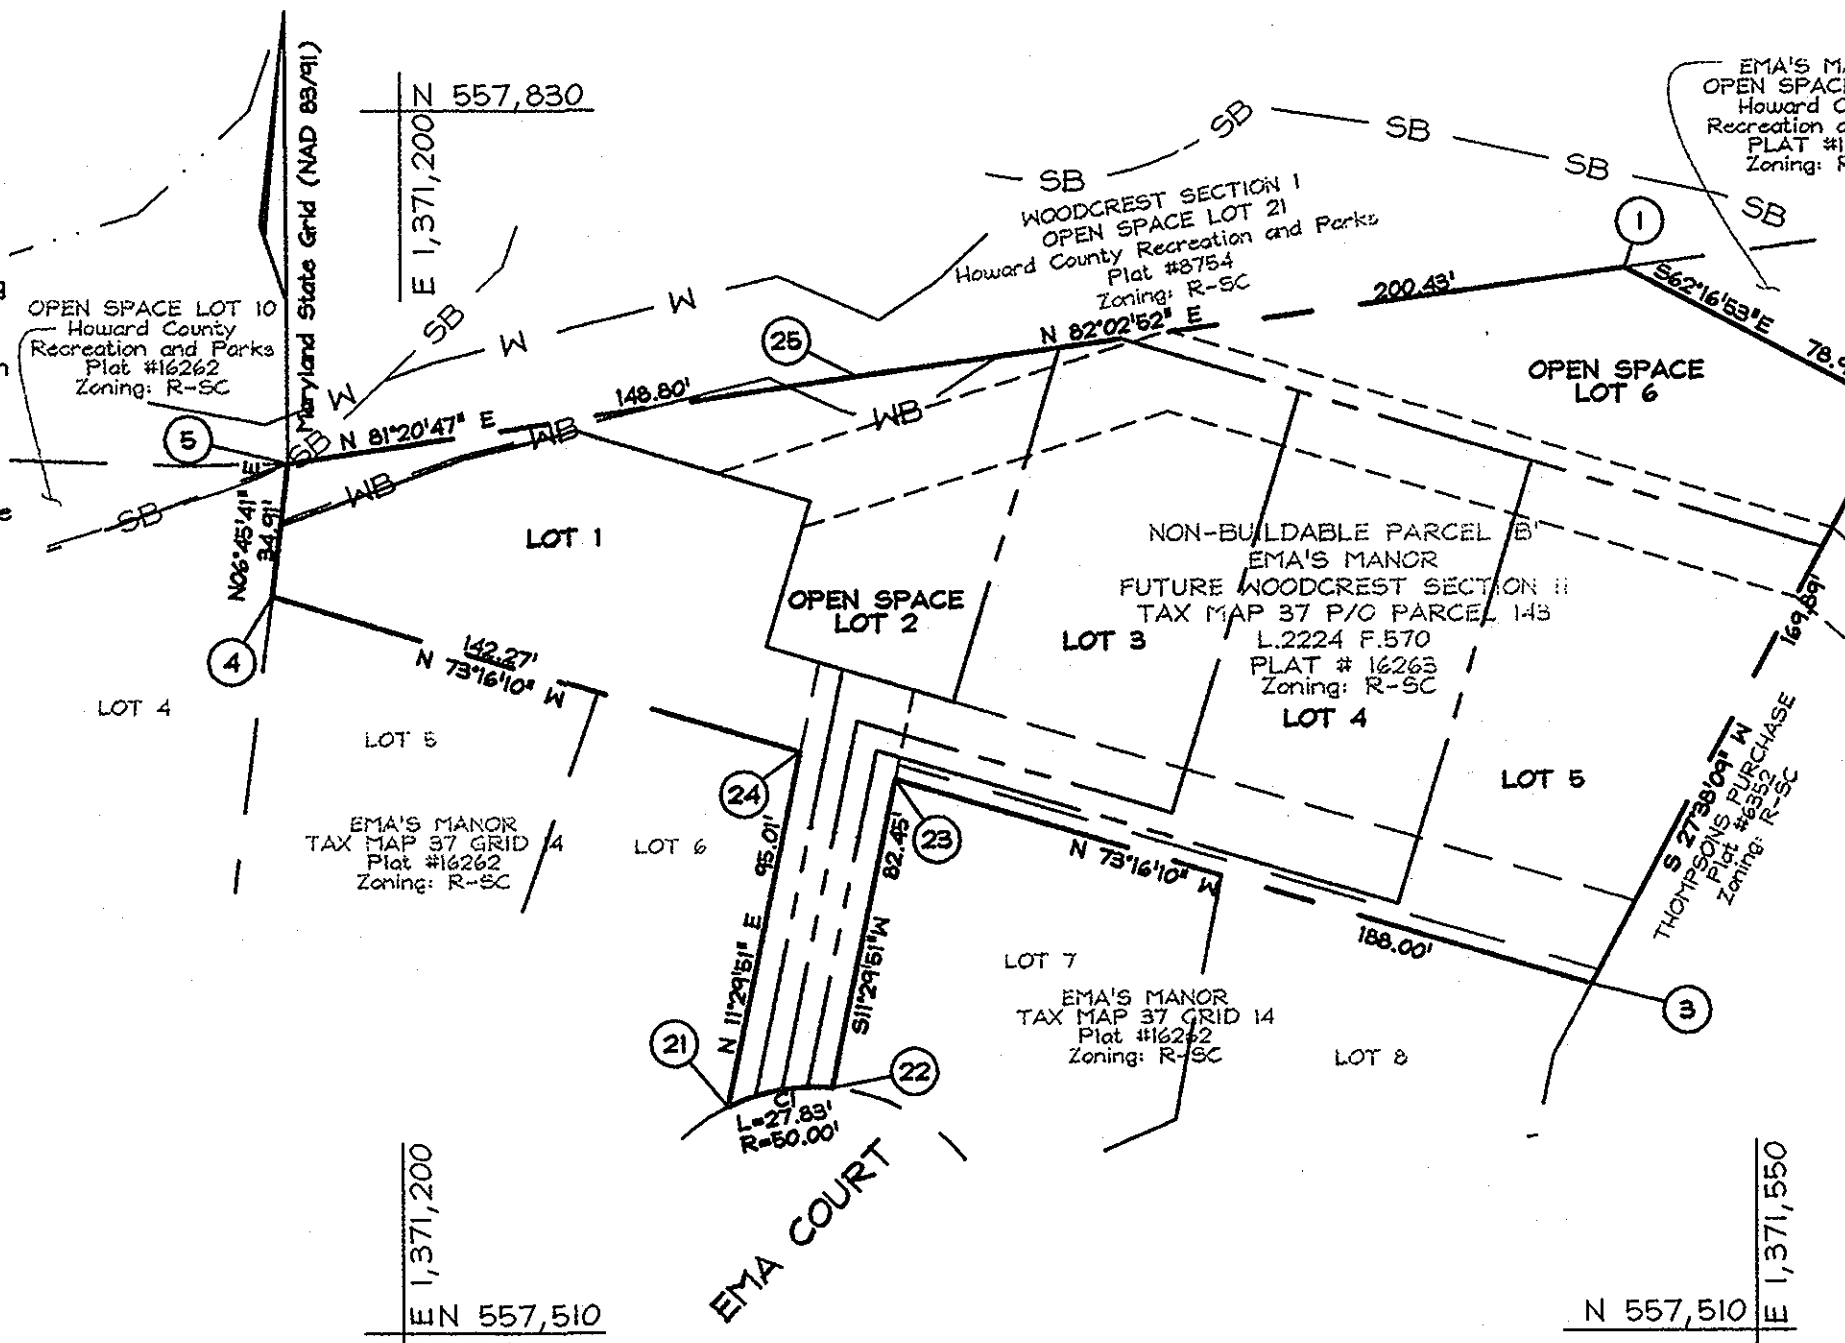 N 557,830
E 1,371,200
Maryland State Grid (NAD 83/91)
SB
SB
SB
SB
SB
EMA'S
OPEN SPACE
Howard
Recreation
PLAT
Zoning:
WOODCREST SECTION 1
OPEN SPACE LOT 21
Howard County Recreation and Parks
Plat #8754
Zoning: R-SC
1
OPEN SPACE LOT 10
Howard County
Recreation and Parks
Plat #16262
Zoning: R-SC
SB
W
W
W
25
N 82°02'52" E
200.43'
S62°16'53"E
OPEN SPACE
LOT 6
5
SB
N 81°20'47" E
148.80'
WB
WB
WB
SB
N06°45'41"E
34.91'
LOT 1
OPEN SPACE
LOT 2
NON-BUILDABLE PARCEL 'B'
EMA'S MANOR
FUTURE WOODCREST SECTION II
TAX MAP 37 P/O PARCEL 143
L.2224 F.570
PLAT # 16263
Zoning: R-SC
LOT 3
LOT 4
LOT 5
169.89'
S 27°38'09" W
THOMPSONS PURCHASE
Plat #6352
Zoning: R-SC
4
142.27'
N 73°16'10" W
LOT 4
LOT 5
LOT 6
EMA'S MANOR
TAX MAP 37 GRID 14
Plat #16262
Zoning: R-SC
24
95.01'
N 11°29'51" E
82.45'
S11°29'51"W
23
N 73°16'10" W
188.00'
3
LOT 7
EMA'S MANOR
TAX MAP 37 GRID 14
Plat #16262
Zoning: R-SC
LOT 8
21
22
C1
L=27.83'
R=50.00'
EMA COURT
E 1,371,200
N 557,510
E 1,371,550
N 557,510